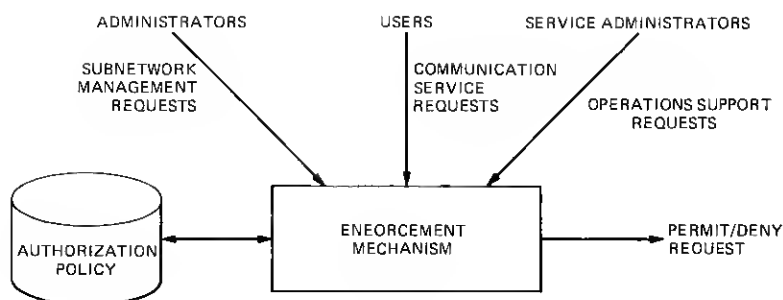 ADMINISTRATORS
USERS
SERVICE ADMINISTRATORS
SUBNETWORK
MANAGEMENT
REQUESTS
COMMUNICATION
SERVICE
REQUESTS
OPERATIONS SUPPORT
REQUESTS
AUTHORIZATION
POLICY
ENFORCEMENT
MECHANISM
PERMIT/DENY
REQUEST